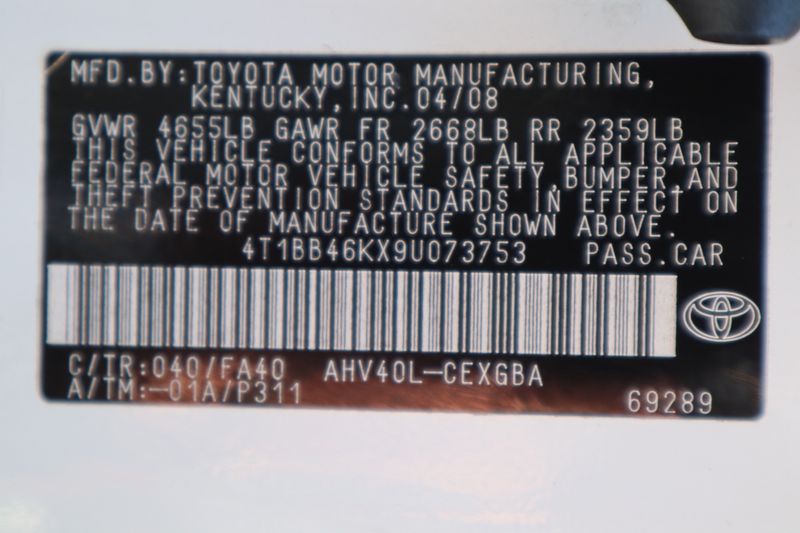 MFD.BY:TOYOTA MOTOR MANUFACTURING,
KENTUCKY,INC.04/08
GVWR 4655LB GAWR FR 2668LB RR 2359LB
THIS VEHICLE CONFORMS TO ALL APPLICABLE
FEDERAL MOTOR VEHICLE SAFETY,BUMPER,AND
THEFT PREVENTION STANDARDS IN EFFECT ON
THE DATE OF MANUFACTURE SHOWN ABOVE.
4T1BB46KX9U073753 PASS.CAR
C/TR:040/FA40 AHV40L-CEXGBA
A/TM:-01A/P311
69289